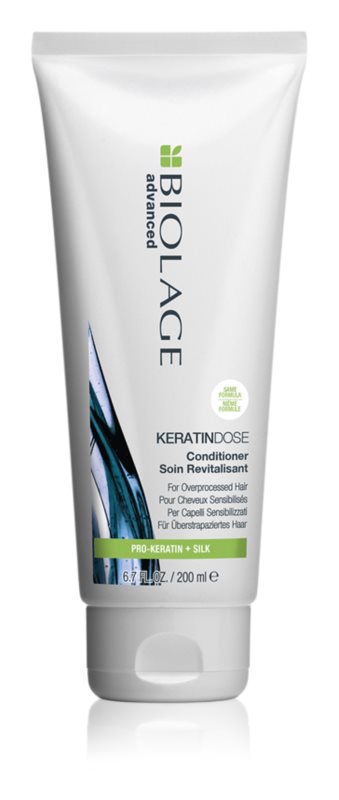 BIOLAGE
advanced
SAME
FORMULA
MÊME
FORMULE
KERATINDOSE
Conditioner
Soin Revitalisant
For Overprocessed Hair
Pour Cheveux Sensibilisés
Per Capelli Sensibilizzati
Für Überstrapaziertes Haar
PRO-KERATIN + SILK
6.7 FL.OZ. / 200 ml e